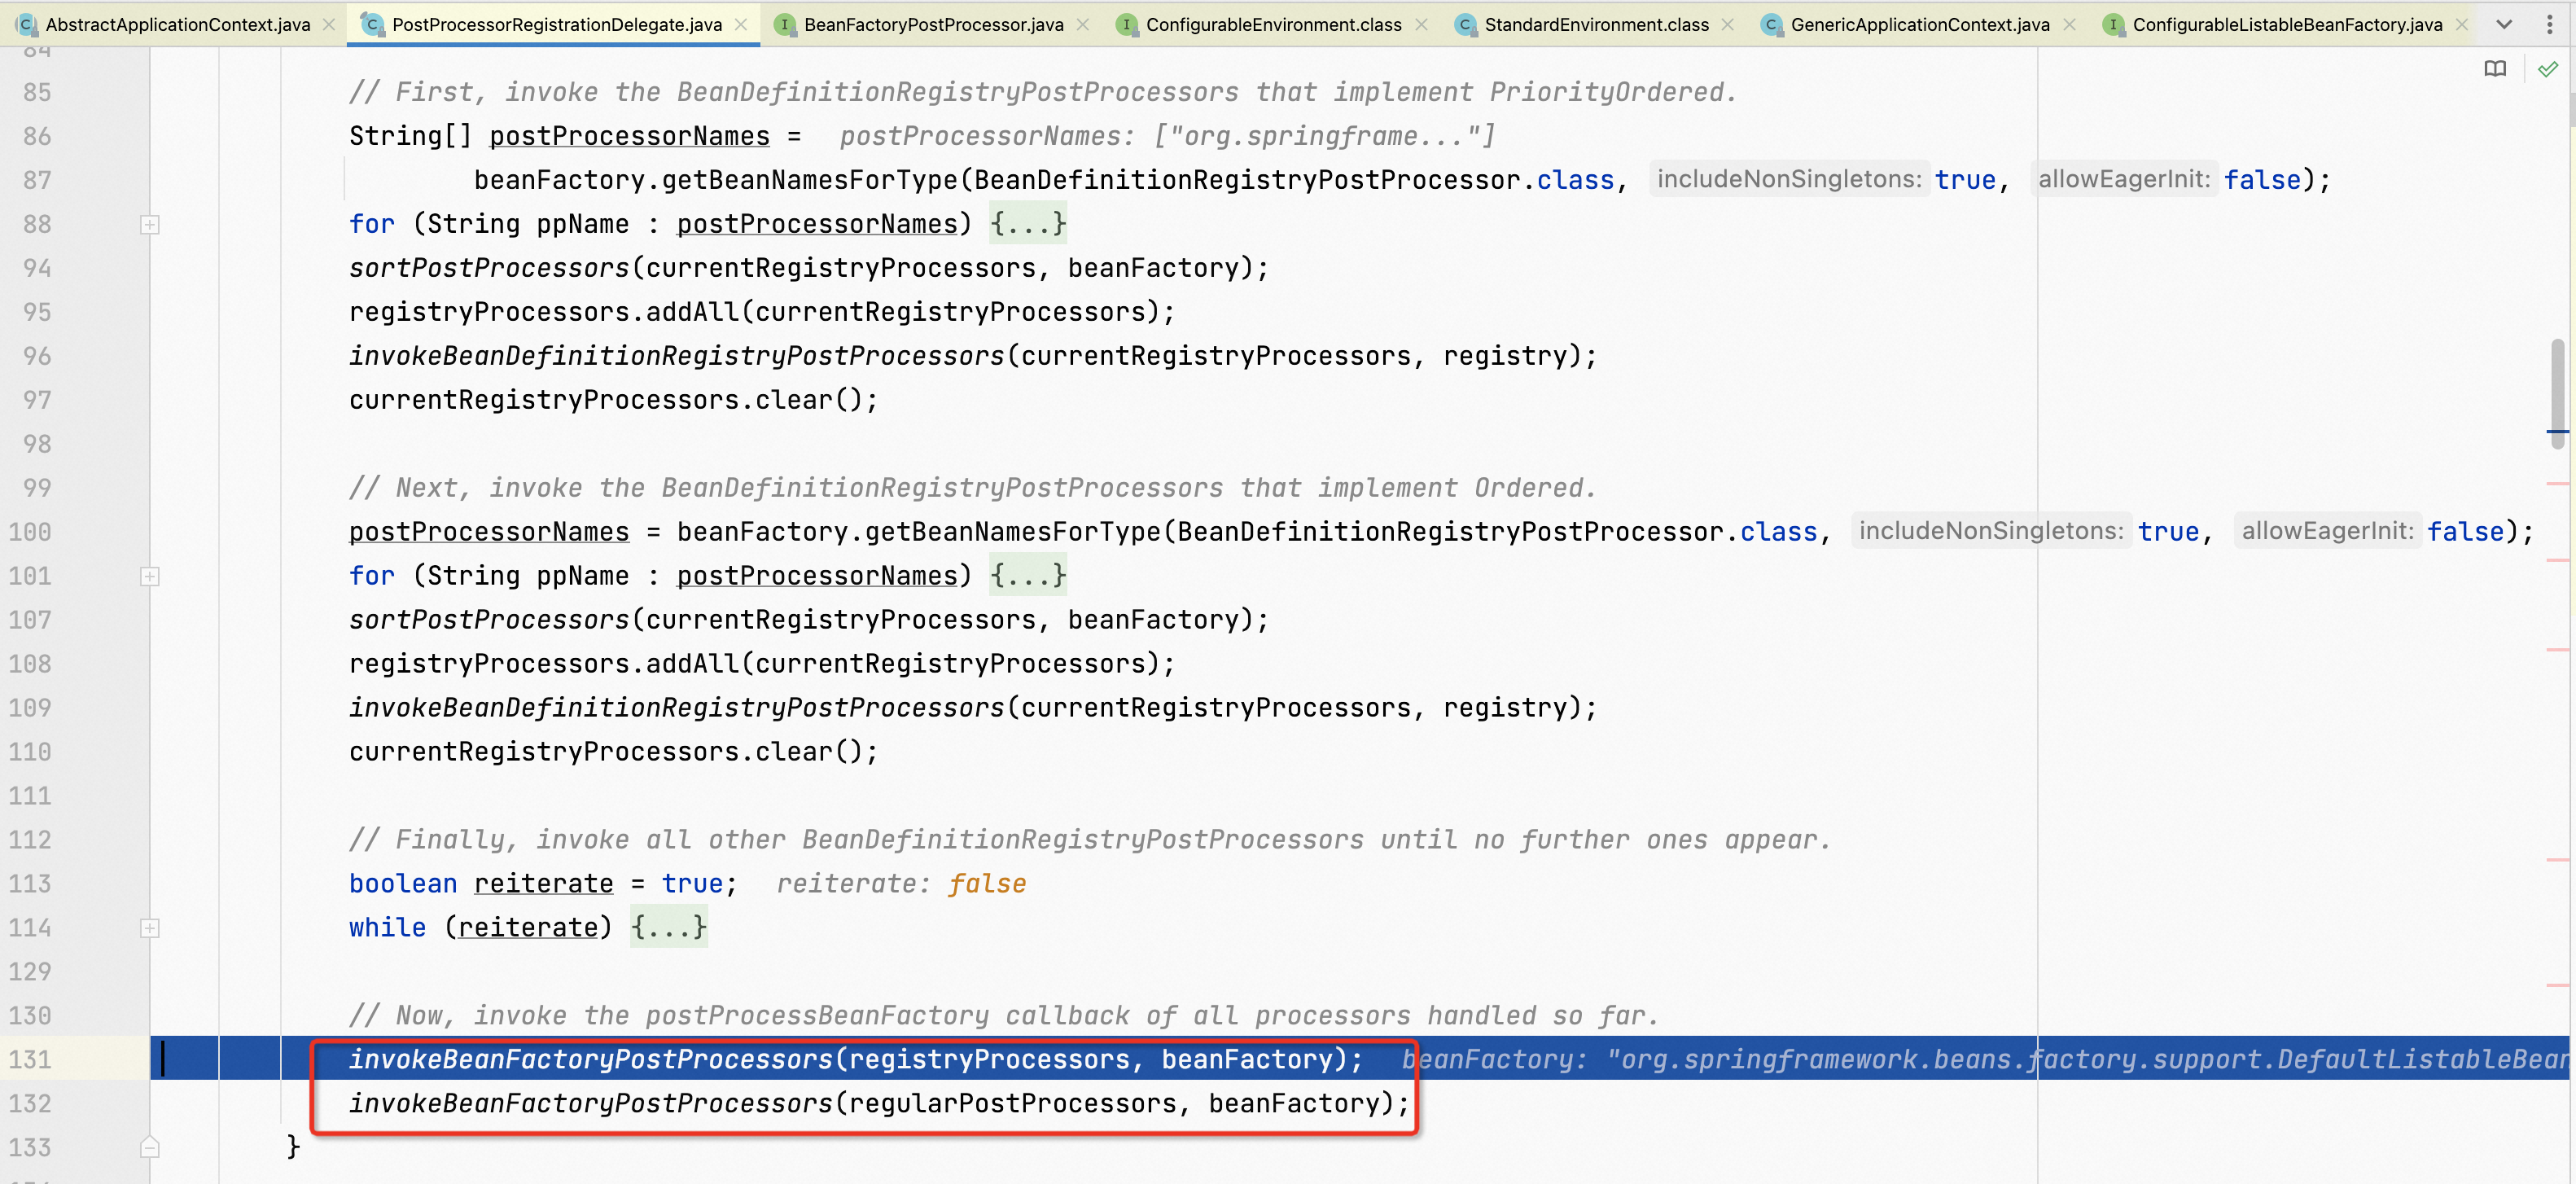 AbstractApplicationContext.java PostProcessorRegistrationDelegate.java BeanFactoryPostProcessor.java ConfigurableEnvironment.class StandardEnvironment.class GenericApplicationContext.java ConfigurableListableBeanFactory.java
84
85 // First, invoke the BeanDefinitionRegistryPostProcessors that implement PriorityOrdered.
86 String[] postProcessorNames = postProcessorNames: ["org.springframe..."]
87 beanFactory.getBeanNamesForType(BeanDefinitionRegistryPostProcessor.class, includeNonSingletons: true, allowEagerInit: false);
88 for (String ppName : postProcessorNames) {...}
94 sortPostProcessors(currentRegistryProcessors, beanFactory);
95 registryProcessors.addAll(currentRegistryProcessors);
96 invokeBeanDefinitionRegistryPostProcessors(currentRegistryProcessors, registry);
97 currentRegistryProcessors.clear();
98
99 // Next, invoke the BeanDefinitionRegistryPostProcessors that implement Ordered.
100 postProcessorNames = beanFactory.getBeanNamesForType(BeanDefinitionRegistryPostProcessor.class, includeNonSingletons: true, allowEagerInit: false);
101 for (String ppName : postProcessorNames) {...}
107 sortPostProcessors(currentRegistryProcessors, beanFactory);
108 registryProcessors.addAll(currentRegistryProcessors);
109 invokeBeanDefinitionRegistryPostProcessors(currentRegistryProcessors, registry);
110 currentRegistryProcessors.clear();
111
112 // Finally, invoke all other BeanDefinitionRegistryPostProcessors until no further ones appear.
113 boolean reiterate = true; reiterate: false
114 while (reiterate) {...}
129
130 // Now, invoke the postProcessBeanFactory callback of all processors handled so far.
131 invokeBeanFactoryPostProcessors(registryProcessors, beanFactory); beanFactory: "org.springframework.beans.factory.support.DefaultListableBean
132 invokeBeanFactoryPostProcessors(regularPostProcessors, beanFactory);
133 }